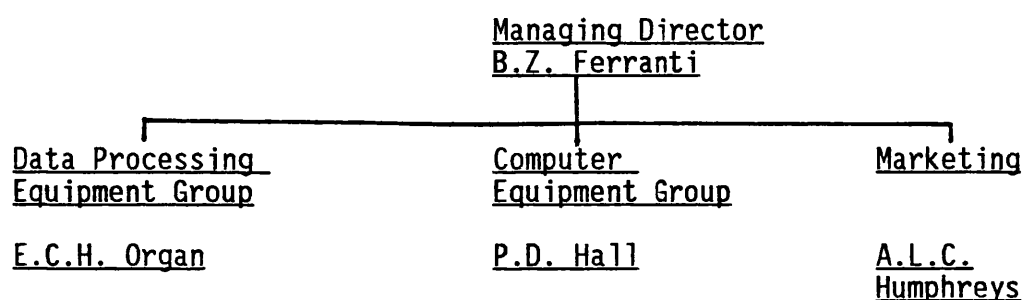 Managing Director
B.Z. Ferranti
Data Processing
Equipment Group
E.C.H. Organ
Computer
Equipment Group
P.D. Hall
Marketing
A.L.C.
Humphreys